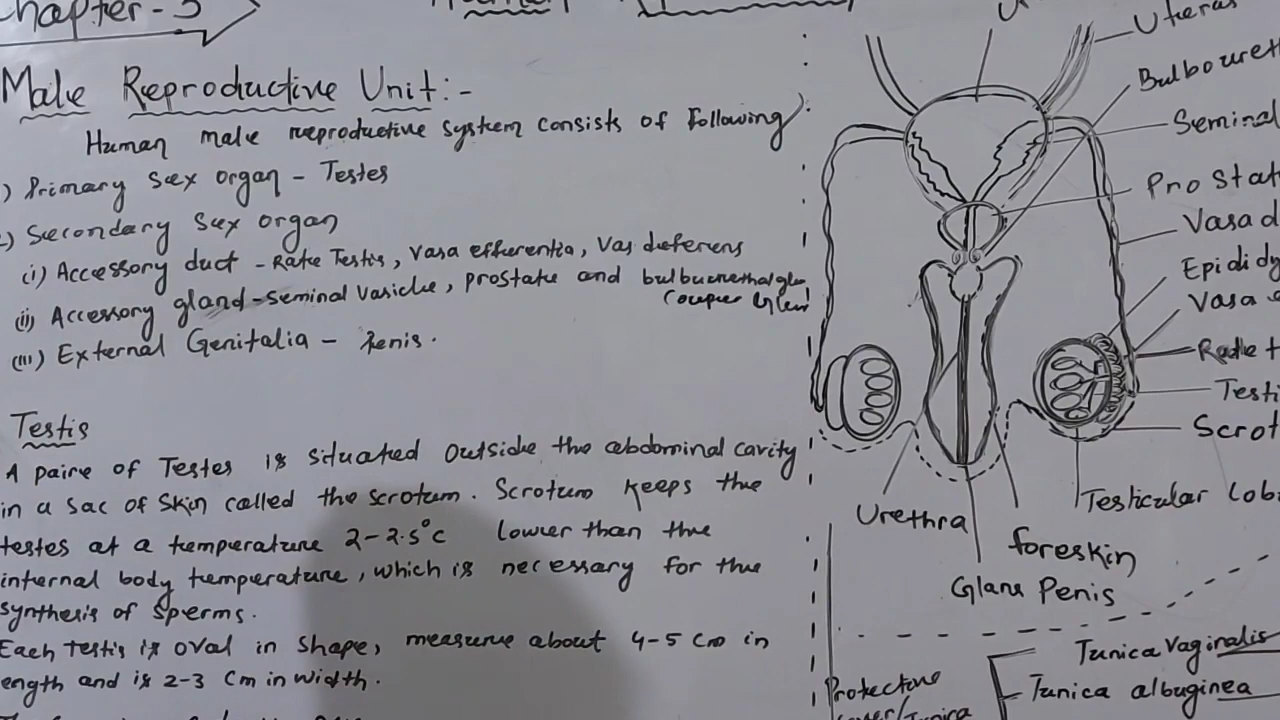 Chapter-3
Human
Male Reproductive Unit:-
Human male reproductive system consists of following
) Primary sex organ - Testes
) Secondary sex organ
(i) Accessory duct - Rate Testis, Vasa efferentia, Vas deferens
(ii) Accessory gland - Seminal Vasicle, prostate and bulbourethal glan
(Couper Gland
(iii) External Genitalia - Penis.
Testis
A paire of Testes is situated outside the abdominal cavity
in a sac of skin called the scrotum. Scrotum keeps the
testes at a temperature 2-2.5°C lower than the
internal body temperature, which is necessary for the
synthesis of sperms.
Each testis is oval in shape, measure about 4-5 cm in
ength and is 2-3 cm in width.
Uterus
Bulbouret
Seminal
Prostat
Vasa d
Epididy
Vasa
Rate t
Testi
Scrot
Testicular lob
Urethra
foreskin
Glans Penis
Protective
Tunica vaginalis
Tunica albuginea